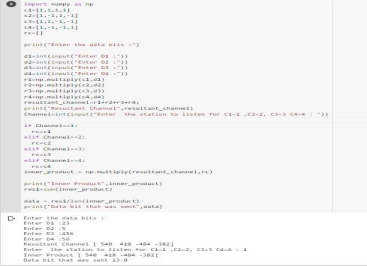 import numpy as np
c1=[1,1,1,1]
c2=[1,-1,1,-1]
c3=[1,1,-1,-1]
c4=[1,-1,-1,1]
rc=[]
print("Enter the data bits :")
d1=int(input("Enter D1 :"))
d2=int(input("Enter D2 :"))
d3=int(input("Enter D3 :"))
d4=int(input("Enter D4 :"))
r1=np.multiply(c1,d1)
r2=np.multiply(c2,d2)
r3=np.multiply(c3,d3)
r4=np.multiply(c4,d4)
resultant_channel=r1+r2+r3+r4;
print("Resultant Channel",resultant_channel)
Channel=int(input("Enter the station to listen for C1=1 ,C2=2, C3=3 C4=4 : "))
if Channel==1:
rc=c1
elif Channel==2:
rc=c2
elif Channel==3:
rc=c3
elif Channel==4:
rc=c4
inner_product = np.multiply(resultant_channel,rc)
print("Inner Product",inner_product)
res1=sum(inner_product)
data = res1/len(inner_product)
print("Data bit that was sent",data)
Enter the data bits :
Enter D1 :23
Enter D2 :5
Enter D3 :456
Enter D4 :56
Resultant Channel [ 540 418 -484 -382]
Enter the station to listen for C1=1 ,C2=2, C3=3 C4=4 : 1
Inner Product [ 540 418 -484 -382]
Data bit that was sent 23.0